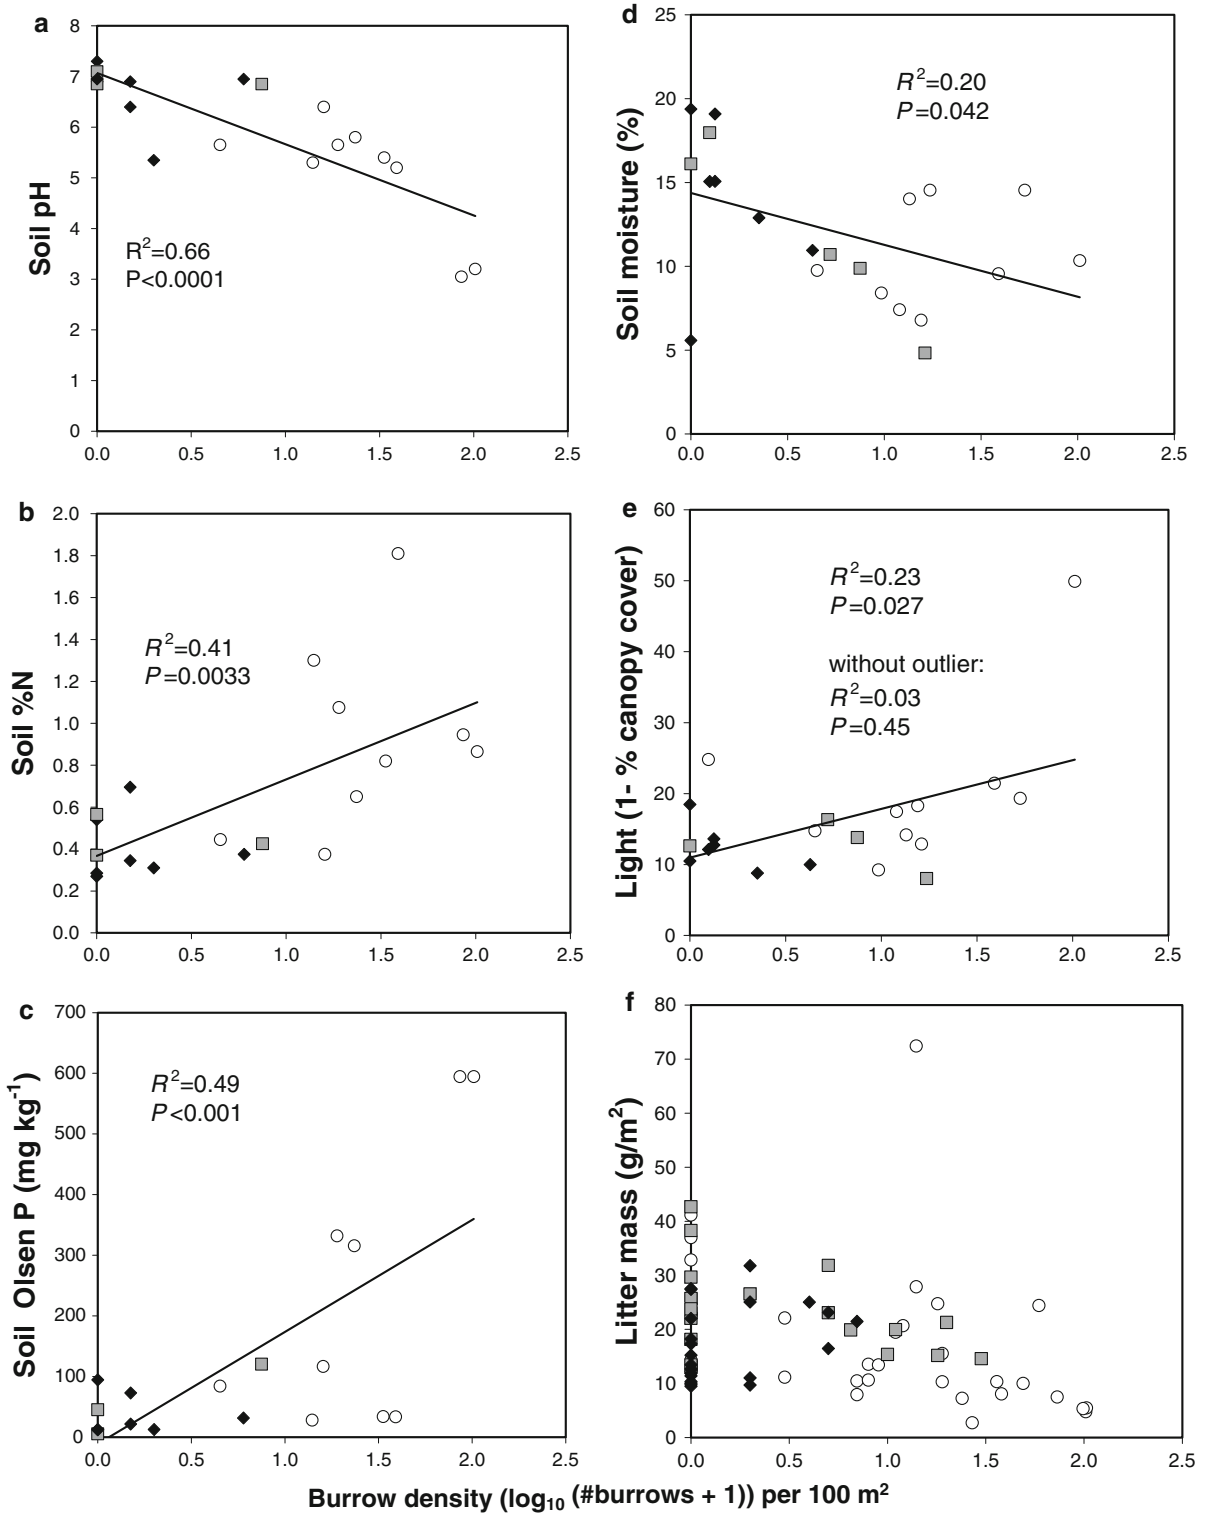 a
8
7
6
5
4
3
2
1
0
Soil pH
R²=0.66
P<0.0001
0.0 0.5 1.0 1.5 2.0 2.5
d
25
20
15
10
5
0
Soil moisture (%)
R²=0.20
P=0.042
0.0 0.5 1.0 1.5 2.0 2.5
b
2.0
1.8
1.6
1.4
1.2
1.0
0.8
0.6
0.4
0.2
0.0
Soil %N
R²=0.41
P=0.0033
0.0 0.5 1.0 1.5 2.0 2.5
e
60
50
40
30
20
10
0
Light (1- % canopy cover)
R²=0.23
P=0.027
without outlier:
R²=0.03
P=0.45
0.0 0.5 1.0 1.5 2.0 2.5
c
700
600
500
400
300
200
100
0
Soil Olsen P (mg kg⁻¹)
R²=0.49
P<0.001
0.0 0.5 1.0 1.5 2.0 2.5
f
80
70
60
50
40
30
20
10
0
Litter mass (g/m²)
0.0 0.5 1.0 1.5 2.0 2.5
Burrow density (log₁₀ (#burrows + 1)) per 100 m²